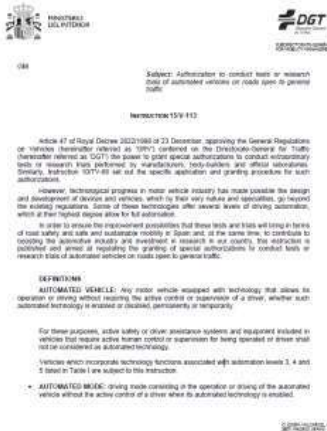 MINISTERIO
DEL INTERIOR
DGT
Subject: Authorization to conduct tests or research
trials of automated vehicles on roads open to general
traffic
INSTRUCTION 15/V-113
Article 47 of Royal Decree 2822/1998 of 23 December, approving the General Regulations
on Vehicles (hereinafter referred as 'GRV') conferred on the Directorate-General for Traffic
(hereinafter referred as 'DGT') the power to grant special authorizations to conduct extraordinary
tests or research trials performed by manufacturers, body-builders and official laboratories.
Similarly, Instruction set out the specific application and granting procedure for such
authorizations.
However, technological progress in motor vehicle industry has made possible the design
and development of devices and vehicles, which by their very nature and specialities, go beyond
the existing regulations. Some of these technologies offer several levels of driving automation,
which at their highest degree allow for full automation.
In order to ensure the improvement possibilities that these tests and trials will bring in terms
of road safety and safe and sustainable mobility in Spain and, at the same time, to contribute to
boosting the automotive industry and investment in research in our country, this instruction is
published and aimed at regulating the granting of special authorizations to conduct tests or
research trials of automated vehicles on roads open to general traffic.
DEFINITIONS
AUTOMATED VEHICLE: Any motor vehicle equipped with technology that allows its
operation or driving without requiring the active control or supervision of a driver, whether such
automated technology is enabled or disabled, permanently or temporarily.
For these purposes, active safety or driver assistance systems and equipment included in
vehicles that require active human control or supervision for being operated or driven shall
not be considered as automated technology.
Vehicles which incorporate technology functions associated with automation levels 3, 4 and
5 listed in Table I are subject to this instruction.
• AUTOMATED MODE: driving mode consisting in the operation or driving of the automated
vehicle without the active control of a driver when its automated technology is enabled.